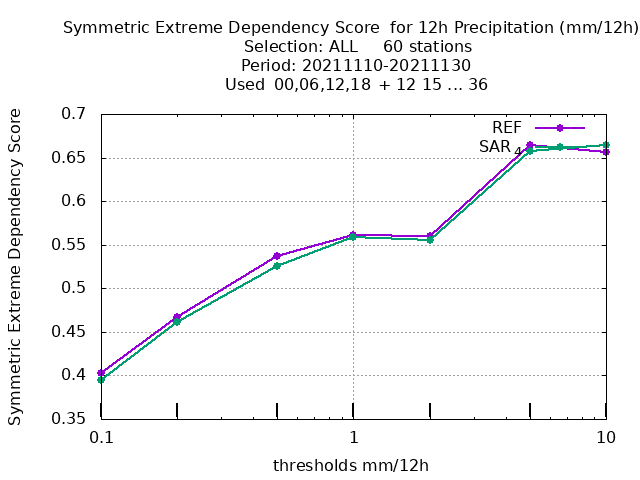 Symmetric Extreme Dependency Score for 12h Precipitation (mm/12h)
Selection: ALL 60 stations
Period: 20211110-20211130
Used 00,06,12,18 + 12 15 ... 36
Symmetric Extreme Dependency Score
0.7
0.65
0.6
0.55
0.5
0.45
0.4
0.35
REF
SAR4
0.1
1
10
thresholds mm/12h